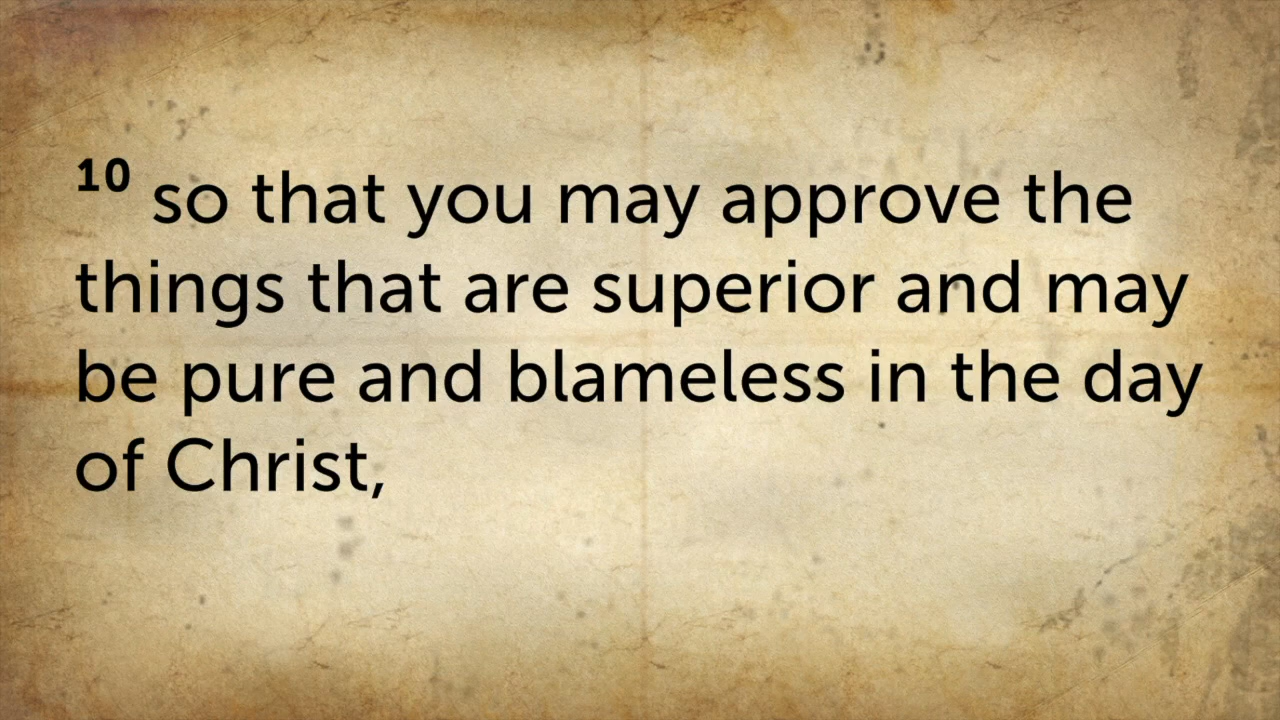 10 so that you may approve the
things that are superior and may
be pure and blameless in the day
of Christ,